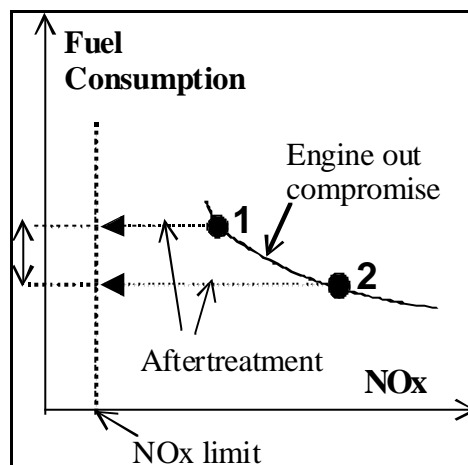 Fuel
Consumption
Engine out
compromise
1
2
Aftertreatment
NOx
NOx limit